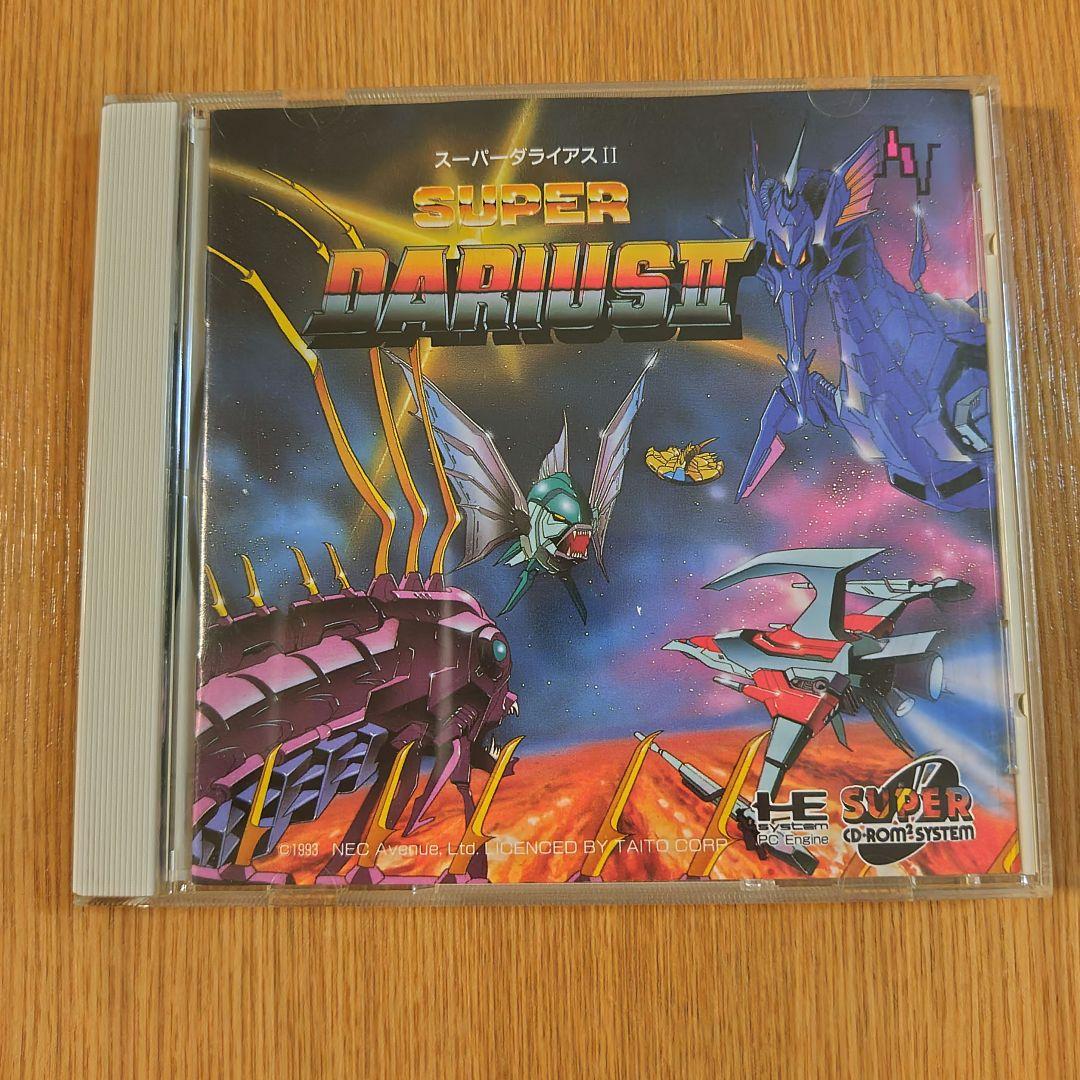 スーパーダライアスII
SUPER
DARIUS II
HE
system
PC Engine
SUPER
CD-ROM² SYSTEM
©1993 NEC Avenue, Ltd. LICENCED BY TAITO CORP